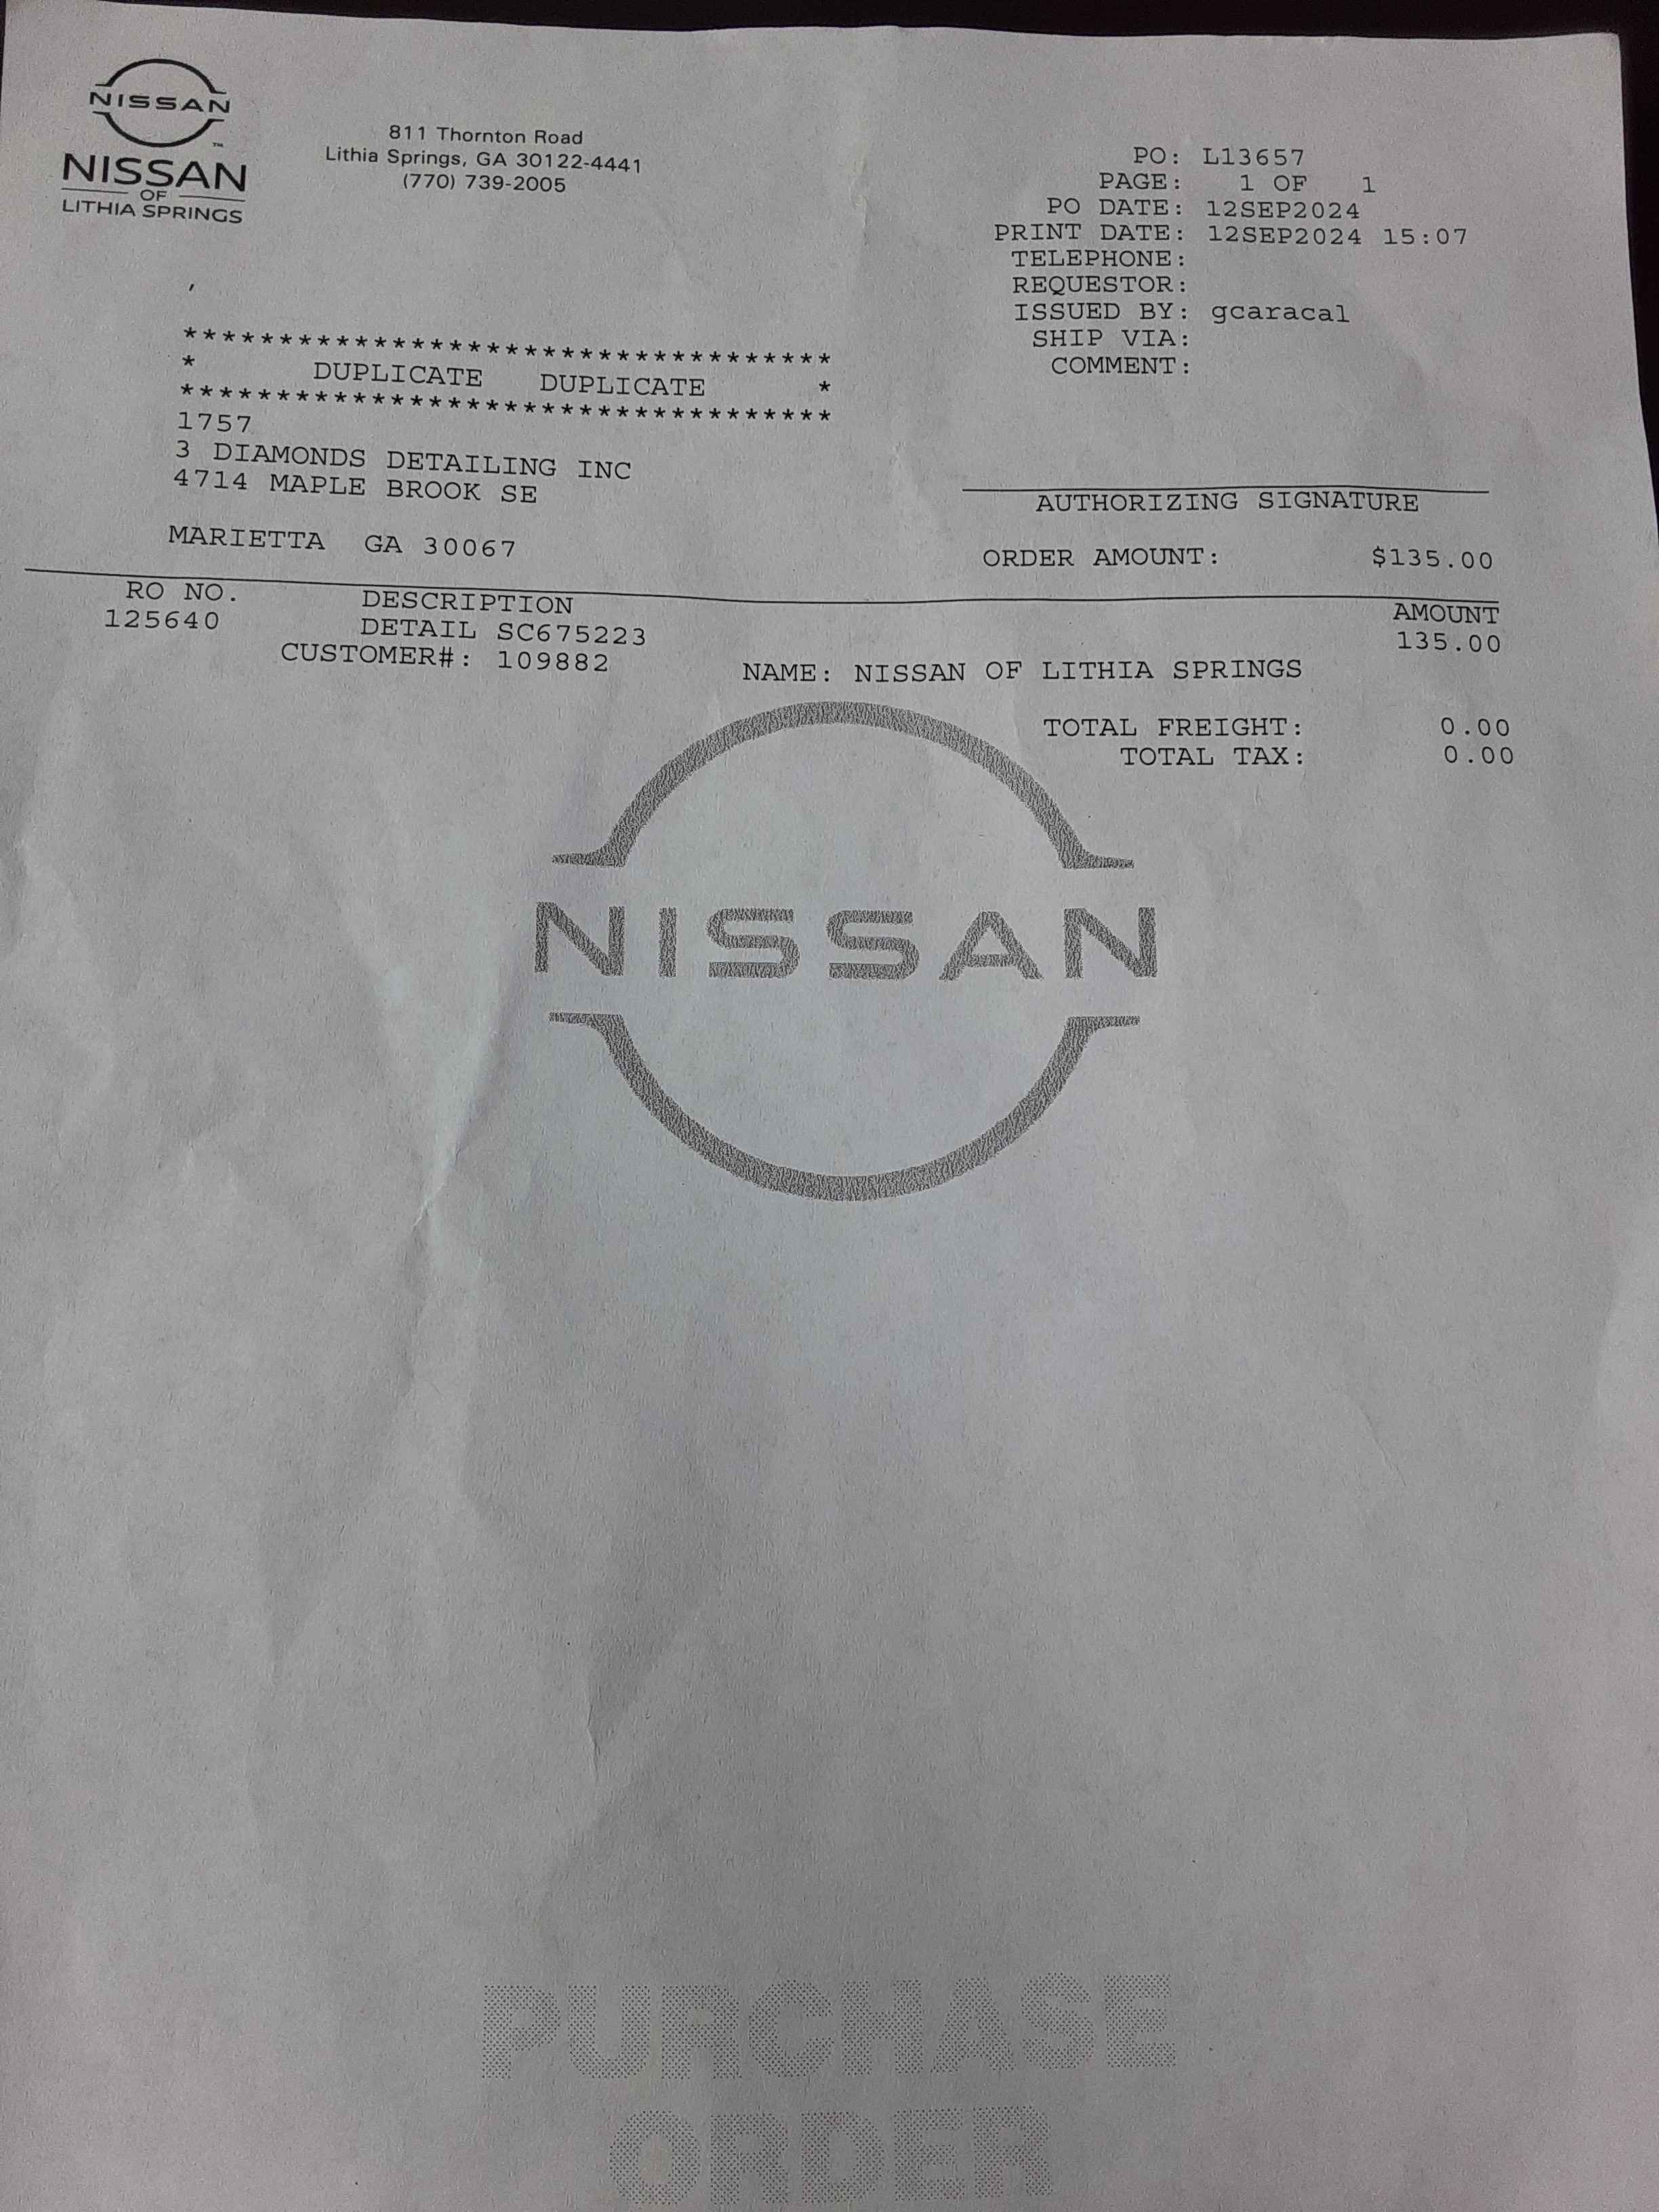 NISSAN
TM
NISSAN
OF
LITHIA SPRINGS
811 Thornton Road
Lithia Springs, GA 30122-4441
(770) 739-2005
PO: L13657
PAGE: 1 OF 1
PO DATE: 12SEP2024
PRINT DATE: 12SEP2024 15:07
TELEPHONE:
REQUESTOR:
ISSUED BY: gcaracal
SHIP VIA:
COMMENT:
**********************************
* DUPLICATE DUPLICATE *
**********************************
1757
3 DIAMONDS DETAILING INC
4714 MAPLE BROOK SE
MARIETTA GA 30067
AUTHORIZING SIGNATURE
ORDER AMOUNT: $135.00
RO NO. DESCRIPTION AMOUNT
125640 DETAIL SC675223 135.00
CUSTOMER#: 109882 NAME: NISSAN OF LITHIA SPRINGS
TOTAL FREIGHT: 0.00
TOTAL TAX: 0.00
NISSAN
PURCHASE
ORDER